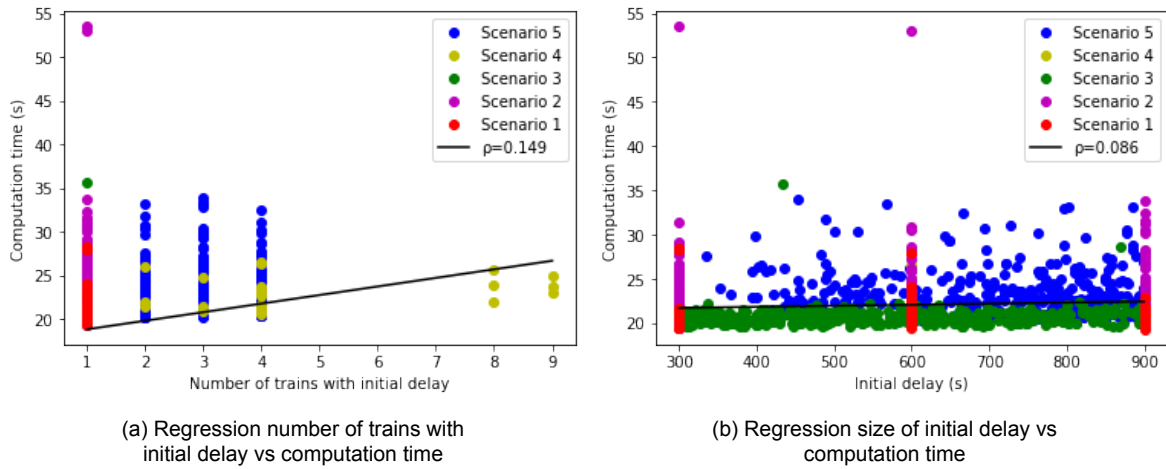 55
50
45
40
35
30
25
20
Computation time (s)
Scenario 5
Scenario 4
Scenario 3
Scenario 2
Scenario 1
ρ=0.149
1 2 3 4 5 6 7 8 9
Number of trains with initial delay
(a) Regression number of trains with
initial delay vs computation time
55
50
45
40
35
30
25
20
Computation time (s)
Scenario 5
Scenario 4
Scenario 3
Scenario 2
Scenario 1
ρ=0.086
300 400 500 600 700 800 900
Initial delay (s)
(b) Regression size of initial delay vs
computation time